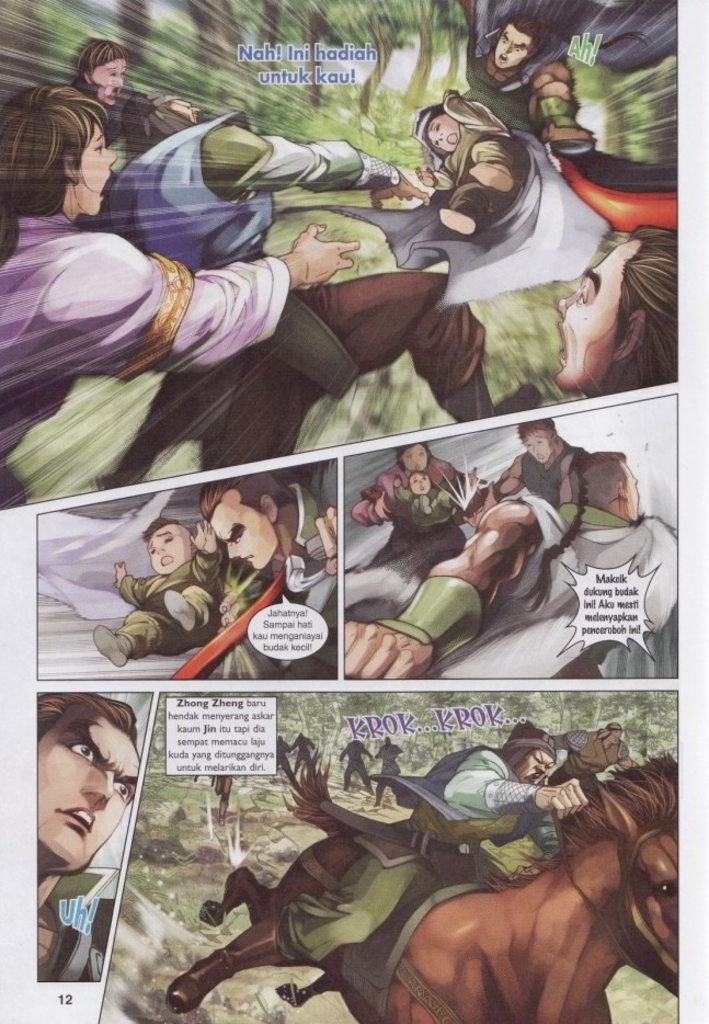 Nah! Ini hadiah
untuk kau!
Ah!
Jahatnya!
Sampai hati
kau menganiayai
budak kecil!
Makcik
dukung budak
ini! Aku mesti
melenyapkan
penceroboh ini!
Uh!
Zhong Zheng baru
hendak menyerang askar
kaum Jin itu tapi dia
sempat memacu laju
kuda yang ditunggangnya
untuk melarikan diri.
KROK...KROK...
12